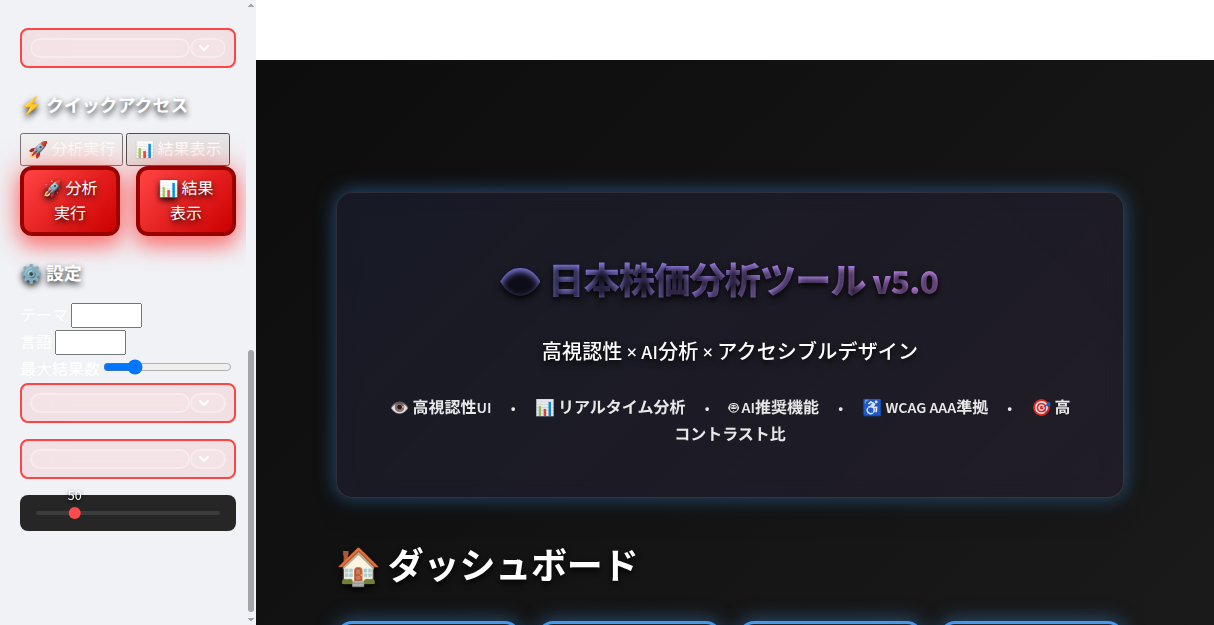 ⚡ クイックアクセス
🚀 分析実行 📊 結果表示
🚀 分析
実行
📊 結果
表示
⚙️ 設定
テーマ
言語
最大結果数
50
👁 日本株価分析ツール v5.0
高視認性 × AI分析 × アクセシブルデザイン
👁️ 高視認性UI • 📊 リアルタイム分析 • 🤖 AI推奨機能 • ♿ WCAG AAA準拠 • 🎯 高
コントラスト比
🏠 ダッシュボード